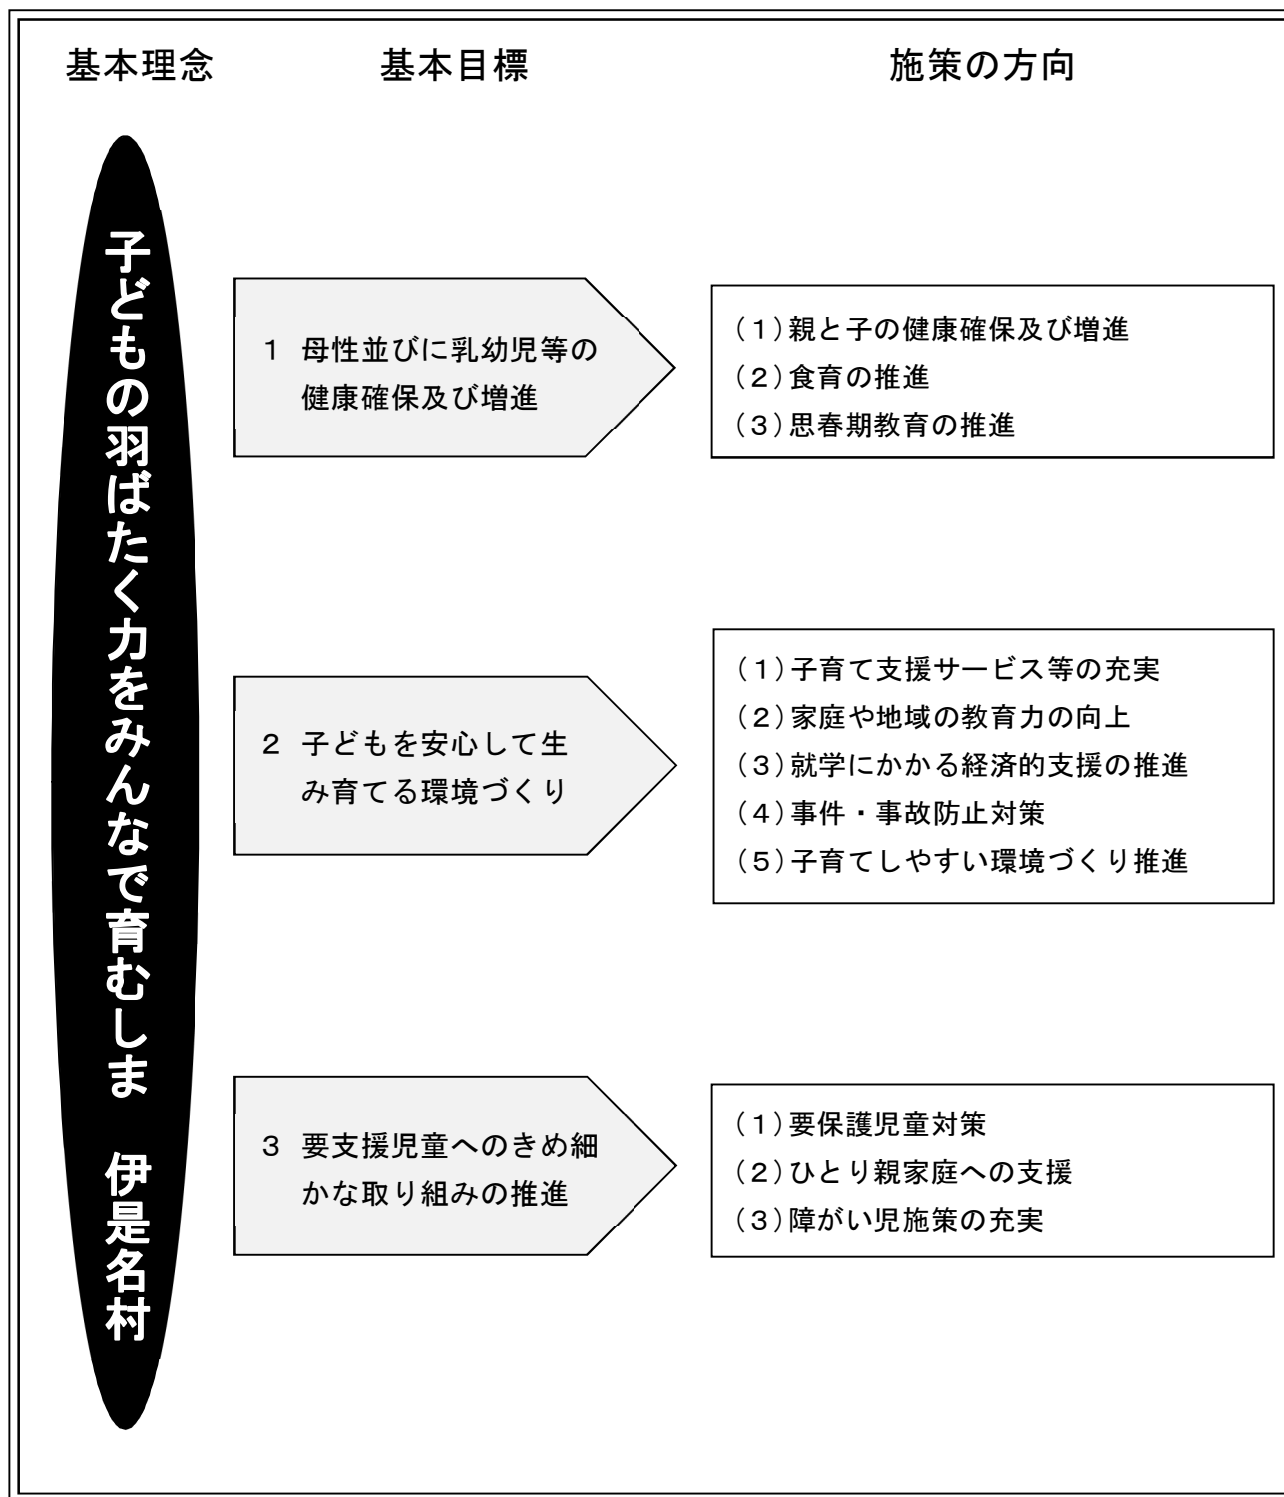 基本理念
基本目標
施策の方向
子どもの羽ばたく力をみんなで育むしま　伊是名村
１ 母性並びに乳幼児等の
健康確保及び増進
（１）親と子の健康確保及び増進
（２）食育の推進
（３）思春期教育の推進
２ 子どもを安心して生
み育てる環境づくり
（１）子育て支援サービス等の充実
（２）家庭や地域の教育力の向上
（３）就学にかかる経済的支援の推進
（４）事件・事故防止対策
（５）子育てしやすい環境づくり推進
３ 要支援児童へのきめ細
かな取り組みの推進
（１）要保護児童対策
（２）ひとり親家庭への支援
（３）障がい児施策の充実